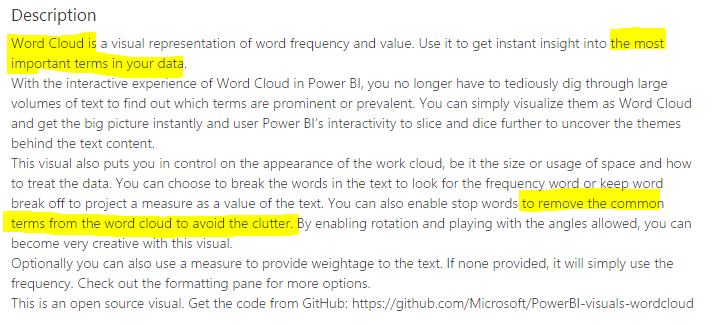 Description
Word Cloud is a visual representation of word frequency and value. Use it to get instant insight into the most
important terms in your data.
With the interactive experience of Word Cloud in Power BI, you no longer have to tediously dig through large
volumes of text to find out which terms are prominent or prevalent. You can simply visualize them as Word Cloud
and get the big picture instantly and user Power BI's interactivity to slice and dice further to uncover the themes
behind the text content.
This visual also puts you in control on the appearance of the work cloud, be it the size or usage of space and how
to treat the data. You can choose to break the words in the text to look for the frequency word or keep word
break off to project a measure as a value of the text. You can also enable stop words to remove the common
terms from the word cloud to avoid the clutter. By enabling rotation and playing with the angles allowed, you can
become very creative with this visual.
Optionally you can also use a measure to provide weightage to the text. If none provided, it will simply use the
frequency. Check out the formatting pane for more options.
This is an open source visual. Get the code from GitHub: https://github.com/Microsoft/PowerBI-visuals-wordcloud